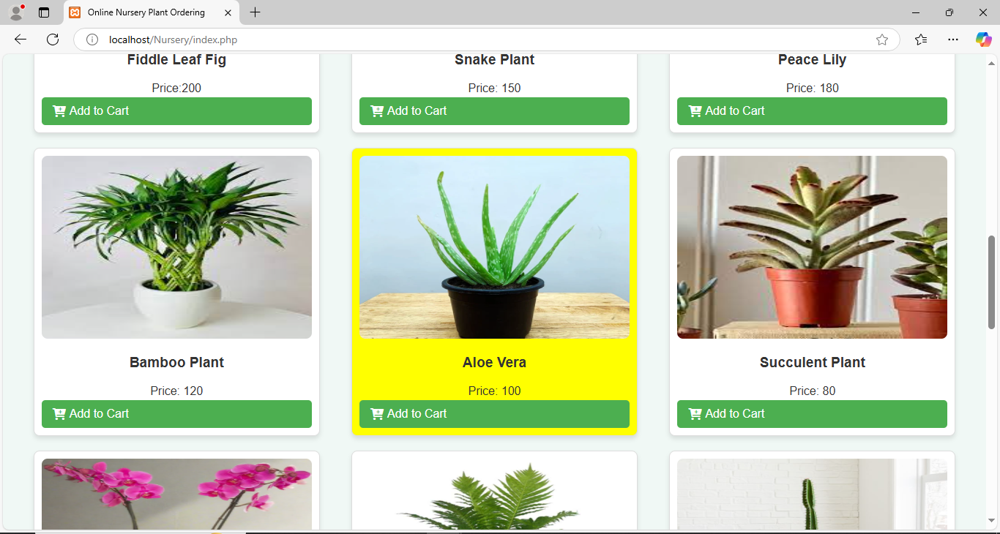 Online Nursery Plant Ordering
localhost/Nursery/index.php
Fiddle Leaf Fig
Snake Plant
Peace Lily
Price:200
Price: 150
Price: 180
Add to Cart
Add to Cart
Add to Cart
Bamboo Plant
Aloe Vera
Succulent Plant
Price: 120
Price: 100
Price: 80
Add to Cart
Add to Cart
Add to Cart